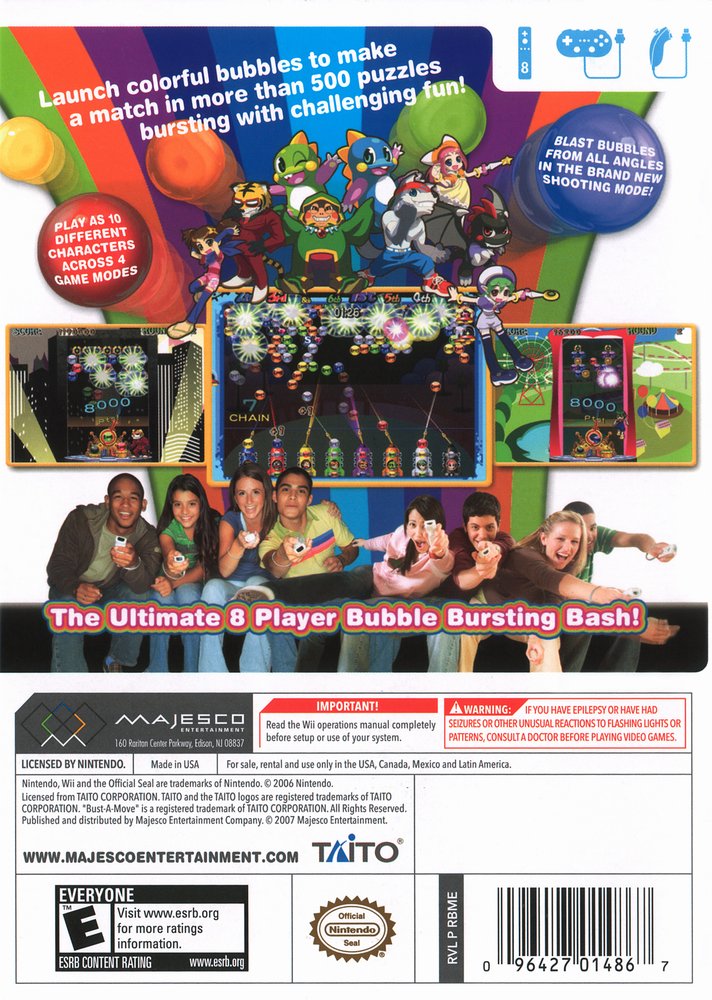 Launch colorful bubbles to make
a match in more than 500 puzzles
bursting with challenging fun!
8
BLAST BUBBLES
FROM ALL ANGLES
IN THE BRAND NEW
SHOOTING MODE!
PLAY AS 10
DIFFERENT
CHARACTERS
ACROSS 4
GAME MODES
01:26
8000
7
CHAIN
8000
The Ultimate 8 Player Bubble Bursting Bash!
MAJESCO
ENTERTAINMENT
160 Raritan Center Parkway, Edison, NJ 08837
IMPORTANT!
Read the Wii operations manual completely
before setup or use of your system.
WARNING: IF YOU HAVE EPILEPSY OR HAVE HAD
SEIZURES OR OTHER UNUSUAL REACTIONS TO FLASHING LIGHTS OR
PATTERNS, CONSULT A DOCTOR BEFORE PLAYING VIDEO GAMES.
LICENSED BY NINTENDO.
Made in USA
For sale, rental and use only in the USA, Canada, Mexico and Latin America.
Nintendo, Wii and the Official Seal are trademarks of Nintendo. © 2006 Nintendo.
Licensed from TAITO CORPORATION. TAITO and the TAITO logos are registered trademarks of TAITO
CORPORATION. "Bust-A-Move" is a registered trademark of TAITO CORPORATION. All Rights Reserved.
Published and distributed by Majesco Entertainment Company. © 2007 Majesco Entertainment.
WWW.MAJESCOENTERTAINMENT.COM
TAITO®
EVERYONE
E™
Visit www.esrb.org
for more ratings
information.
ESRB CONTENT RATING www.esrb.org
Official
Nintendo
Seal
RVL P RBME
0 96427 01486 7